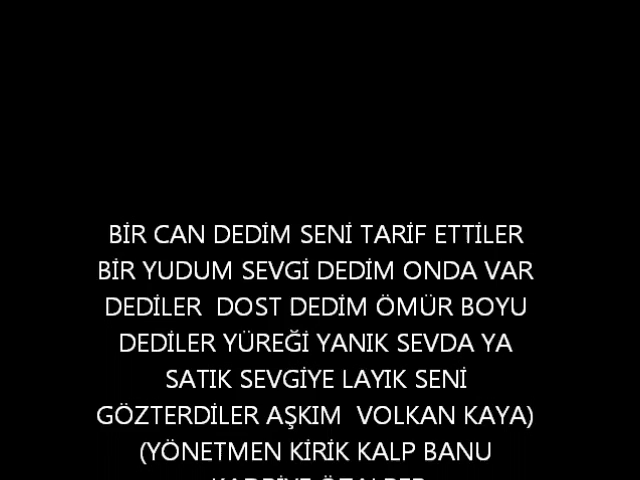 BİR CAN DEDİM SENİ TARİF ETTİLER
BİR YUDUM SEVGİ DEDİM ONDA VAR
DEDİLER  DOST DEDİM ÖMÜR BOYU
DEDİLER YÜREĞİ YANIK SEVDA YA
SATIK SEVGİYE LAYIK SENİ
GÖZTERDİLER AŞKIM  VOLKAN KAYA)
(YÖNETMEN KİRİK KALP BANU